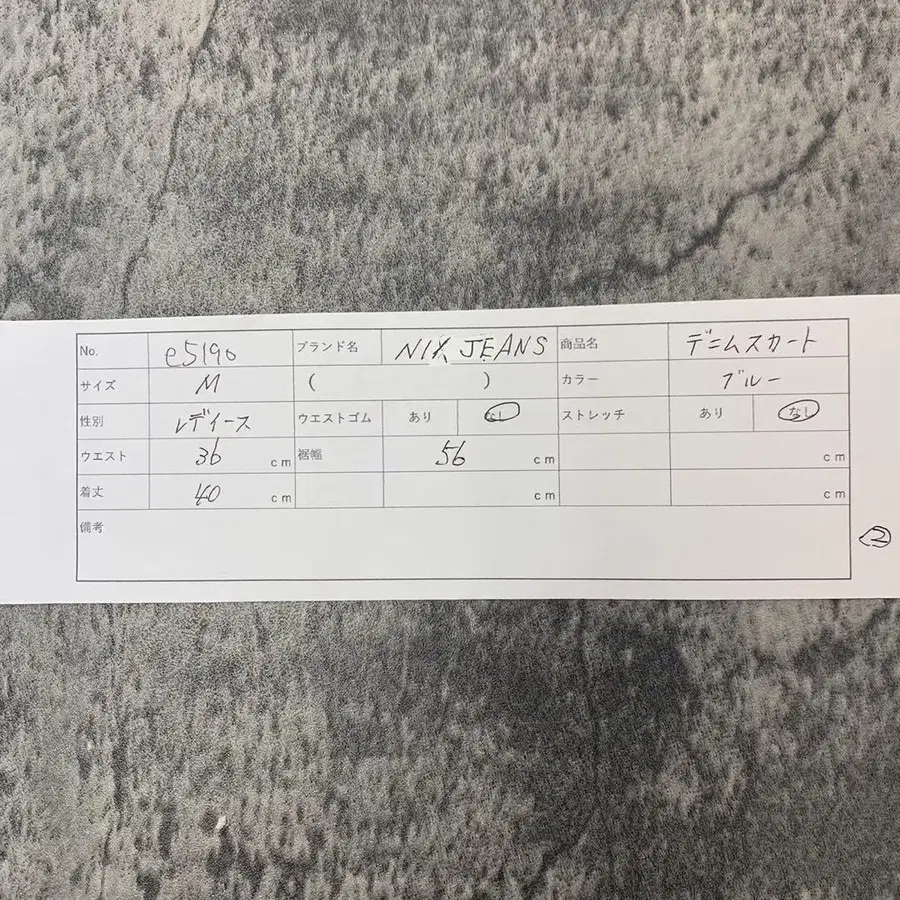 No. e5190 ブランド名 NIX JEANS 商品名 デニムスカート
サイズ M ( ) カラー ブルー
性別 レディース ウエストゴム あり なし ストレッチ あり なし
ウエスト 36 cm 裾幅 56 cm cm
着丈 40 cm cm cm
備考
②